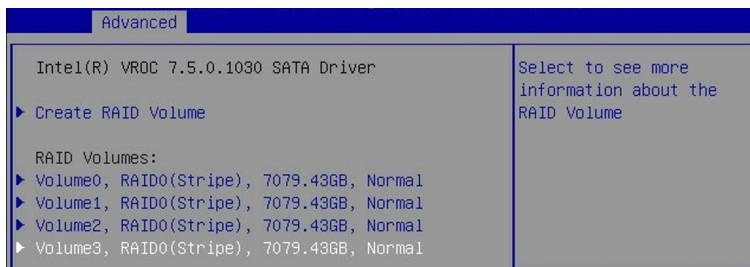 Advanced
Intel(R) VROC 7.5.0.1030 SATA Driver
Create RAID Volume
RAID Volumes:
Volume0, RAID0(Stripe), 7079.43GB, Normal
Volume1, RAID0(Stripe), 7079.43GB, Normal
Volume2, RAID0(Stripe), 7079.43GB, Normal
Volume3, RAID0(Stripe), 7079.43GB, Normal
Select to see more
information about the
RAID Volume